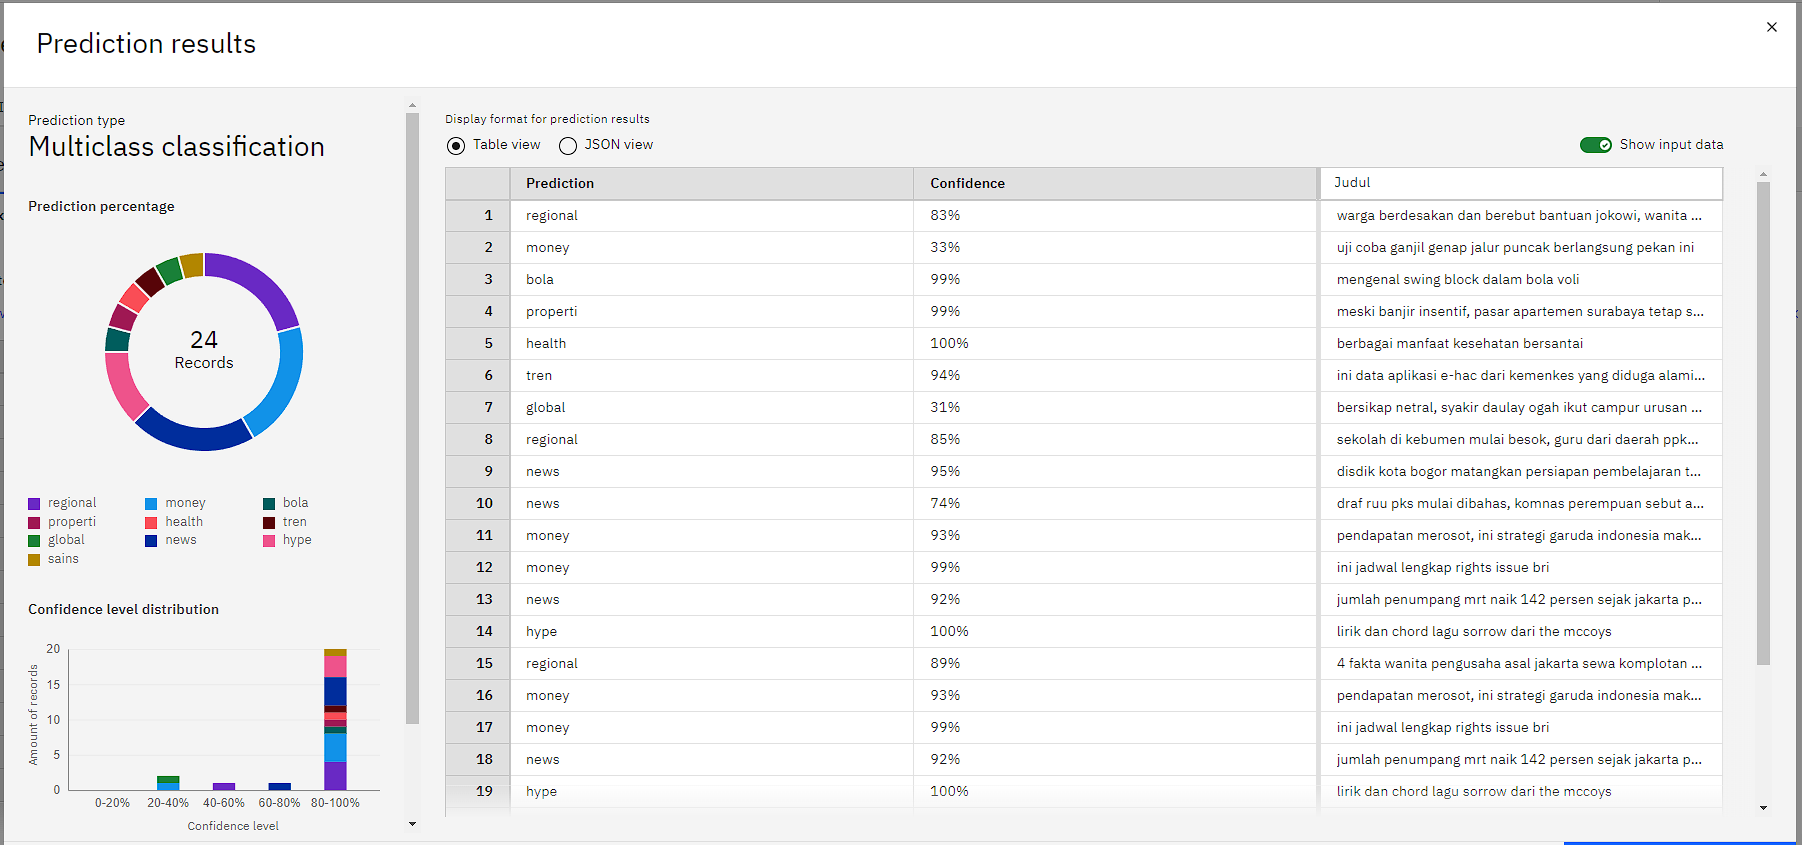 Prediction results
Prediction type
Multiclass classification
Prediction percentage
24
Records
regional money bola
properti health tren
global news hype
sains
Confidence level distribution
Amount of records
20
15
10
5
0
0-20% 20-40% 40-60% 60-80% 80-100%
Confidence level
Display format for prediction results
Table view JSON view Show input data
Prediction Confidence Judul
1 regional 83% warga berdesakan dan berebut bantuan jokowi, wanita ...
2 money 33% uji coba ganjil genap jalur puncak berlangsung pekan ini
3 bola 99% mengenal swing block dalam bola voli
4 properti 99% meski banjir insentif, pasar apartemen surabaya tetap s...
5 health 100% berbagai manfaat kesehatan bersantai
6 tren 94% ini data aplikasi e-hac dari kemenkes yang diduga alami...
7 global 31% bersikap netral, syakir daulay ogah ikut campur urusan ...
8 regional 85% sekolah di kebumen mulai besok, guru dari daerah ppk...
9 news 95% disdik kota bogor matangkan persiapan pembelajaran t...
10 news 74% draf ruu pks mulai dibahas, komnas perempuan sebut a...
11 money 93% pendapatan merosot, ini strategi garuda indonesia mak...
12 money 99% ini jadwal lengkap rights issue bri
13 news 92% jumlah penumpang mrt naik 142 persen sejak jakarta p...
14 hype 100% lirik dan chord lagu sorrow dari the mccoys
15 regional 89% 4 fakta wanita pengusaha asal jakarta sewa komplotan ...
16 money 93% pendapatan merosot, ini strategi garuda indonesia mak...
17 money 99% ini jadwal lengkap rights issue bri
18 news 92% jumlah penumpang mrt naik 142 persen sejak jakarta p...
19 hype 100% lirik dan chord lagu sorrow dari the mccoys